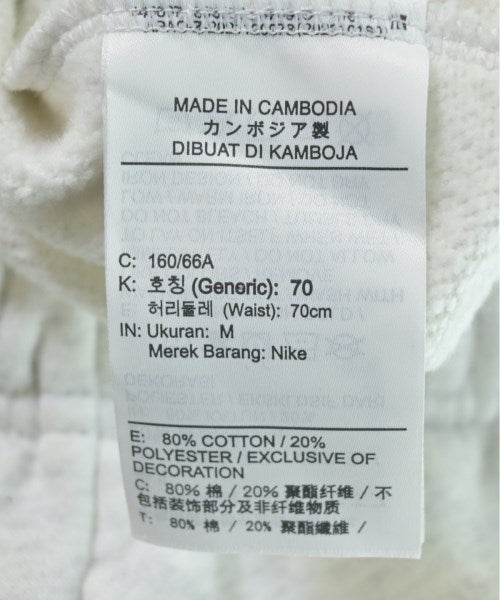 MADE IN CAMBODIA
カンボジア製
DIBUAT DI KAMBOJA
C: 160/66A
K: 호칭 (Generic): 70
허리둘레 (Waist): 70cm
IN: Ukuran: M
Merek Barang: Nike
E: 80% COTTON / 20%
POLYESTER / EXCLUSIVE OF
DECORATION
C: 80% 棉 / 20% 聚酯纤维 / 不
包括装饰部分及非纤维物质
T: 80% 棉 / 20% 聚酯纖維 /